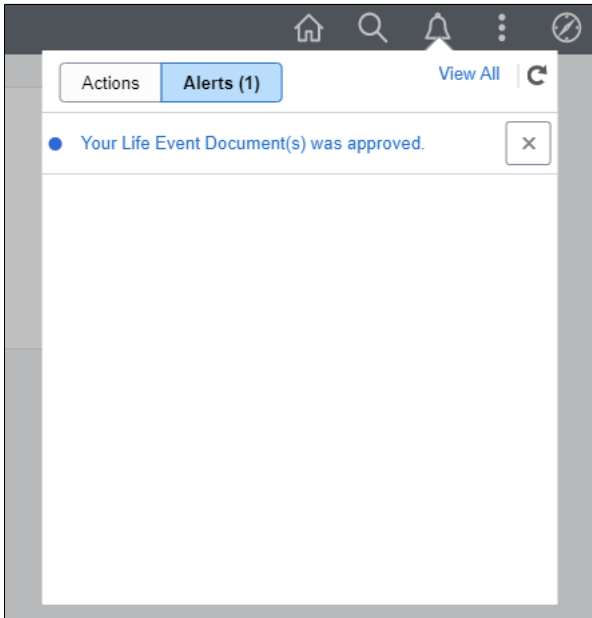 Actions
Alerts (1)
View All
Your Life Event Document(s) was approved.